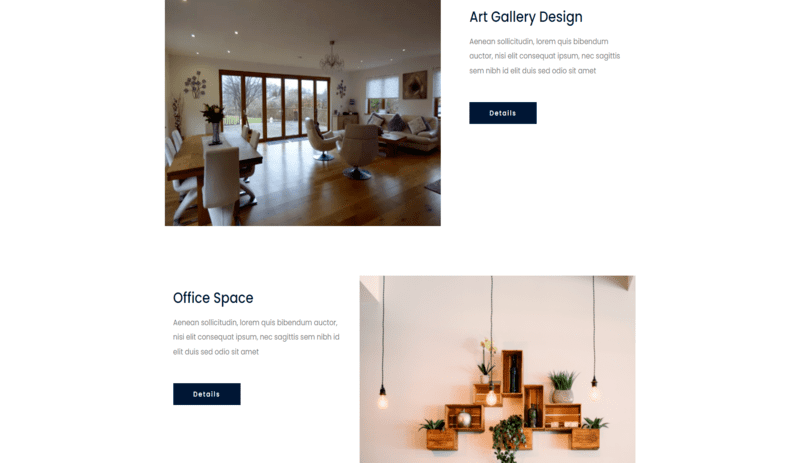 Art Gallery Design
Aenean sollicitudin, lorem quis bibendum
auctor, nisi elit consequat ipsum, nec sagittis
sem nibh id elit duis sed odio sit amet
Details
Office Space
Aenean sollicitudin, lorem quis bibendum auctor,
nisi elit consequat ipsum, nec sagittis sem nibh id
elit duis sed odio sit amet
Details